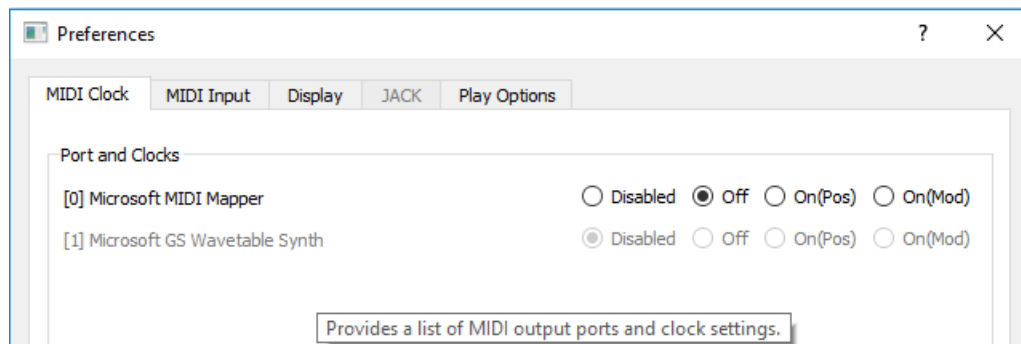 Preferences ?
MIDI Clock MIDI Input Display JACK Play Options
Port and Clocks
[0] Microsoft MIDI Mapper Disabled Off On(Pos) On(Mod)
[1] Microsoft GS Wavetable Synth Disabled Off On(Pos) On(Mod)
Provides a list of MIDI output ports and clock settings.